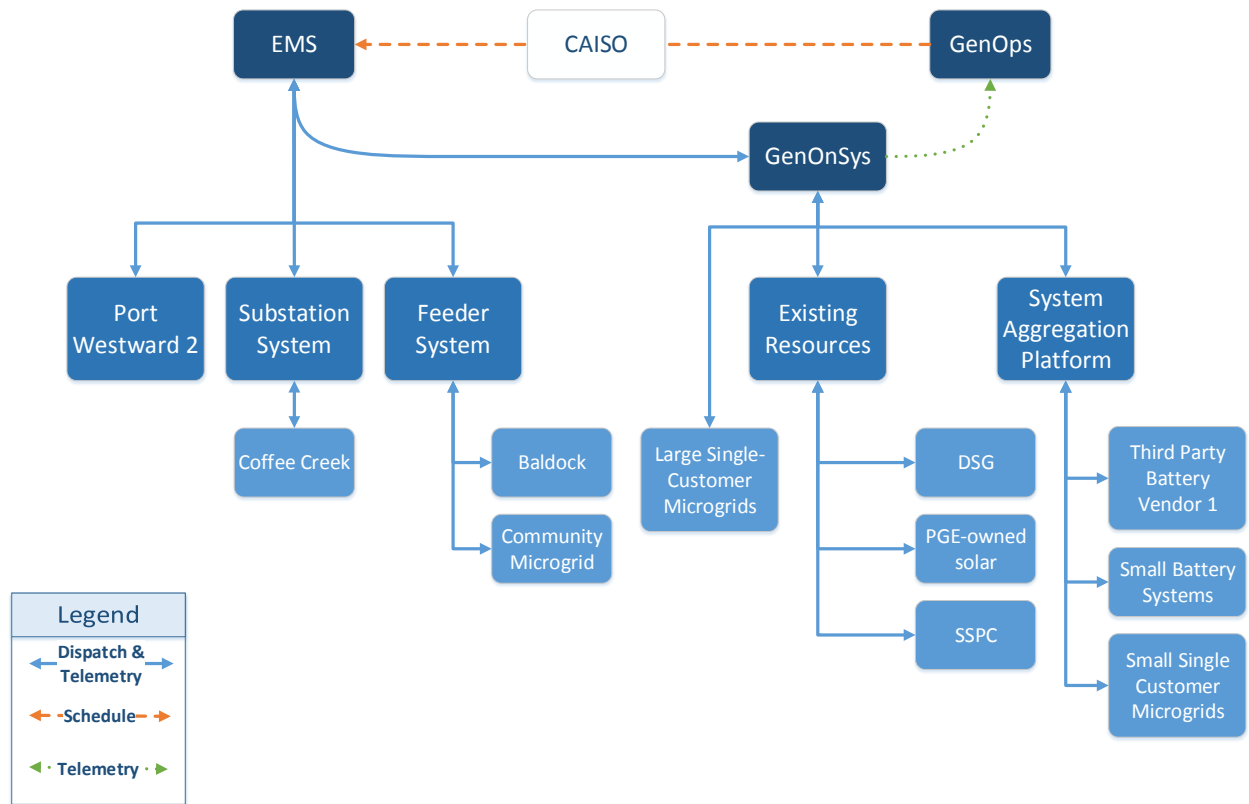 EMS
CAISO
GenOps
GenOnSys
Port
Westward 2
Substation
System
Feeder
System
Existing
Resources
System
Aggregation
Platform
Coffee Creek
Baldock
Community
Microgrid
Large Single-
Customer
Microgrids
DSG
PGE-owned
solar
SSPC
Third Party
Battery
Vendor 1
Small Battery
Systems
Small Single
Customer
Microgrids
Legend
Dispatch &
Telemetry
Schedule
Telemetry